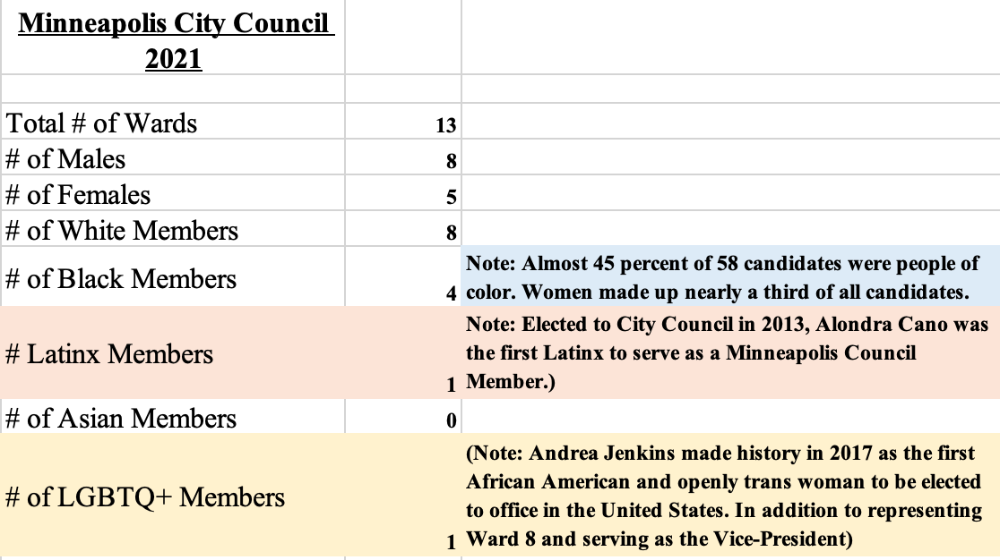 Minneapolis City Council
2021
Total # of Wards 13
# of Males 8
# of Females 5
# of White Members 8
# of Black Members 4 Note: Almost 45 percent of 58 candidates were people of
color. Women made up nearly a third of all candidates.
# Latinx Members 1 Note: Elected to City Council in 2013, Alondra Cano was
the first Latinx to serve as a Minneapolis Council
Member.)
# of Asian Members 0
# of LGBTQ+ Members 1 (Note: Andrea Jenkins made history in 2017 as the first
African American and openly trans woman to be elected
to office in the United States. In addition to representing
Ward 8 and serving as the Vice-President)